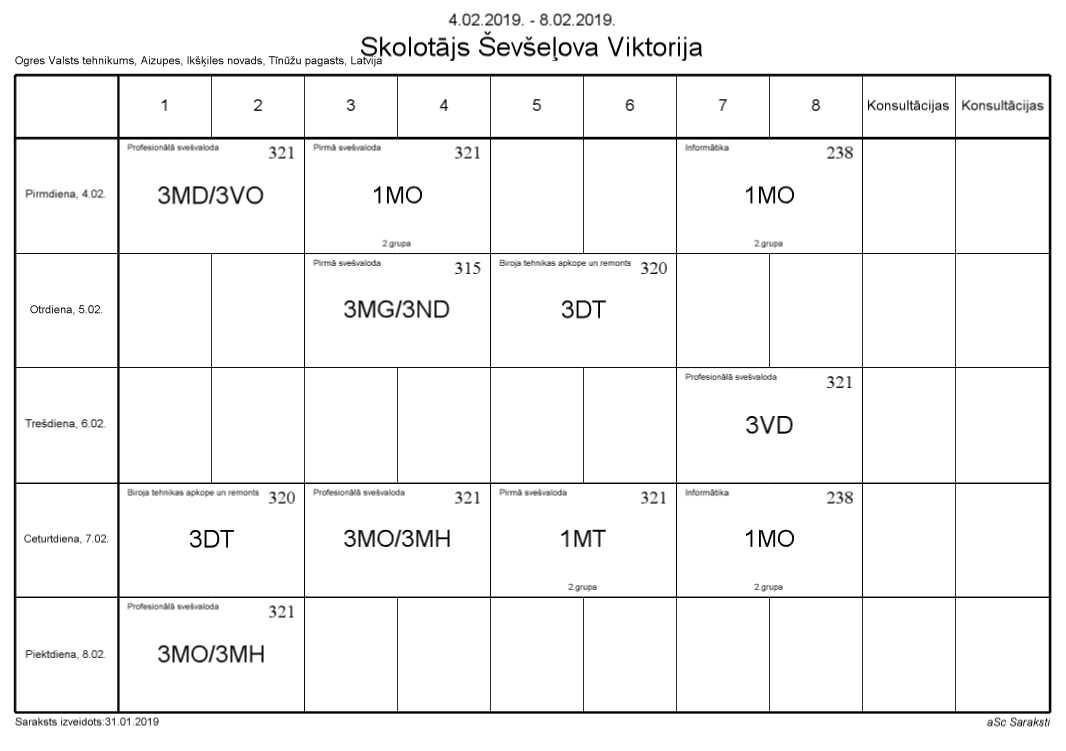 4.02.2019. - 8.02.2019.
Skolotājs Ševšeļova Viktorija
Ogres Valsts tehnikums, Aizupes, Ikšķiles novads, Tīnūžu pagasts, Latvija
1 2 3 4 5 6 7 8 Konsultācijas Konsultācijas
Pirmdiena, 4.02.
Profesionālā svešvaloda 321
3MD/3VO
Pirmā svešvaloda 321
1MO
2.grupa
Informātika 238
1MO
2.grupa
Otrdiena, 5.02.
Pirmā svešvaloda 315
3MG/3ND
Biroja tehnikas apkope un remonts 320
3DT
Trešdiena, 6.02.
Profesionālā svešvaloda 321
3VD
Ceturtdiena, 7.02.
Biroja tehnikas apkope un remonts 320
3DT
Profesionālā svešvaloda 321
3MO/3MH
Pirmā svešvaloda 321
1MT
2.grupa
Informātika 238
1MO
2.grupa
Piektdiena, 8.02.
Profesionālā svešvaloda 321
3MO/3MH
Saraksts izveidots:31.01.2019
aSc Saraksti